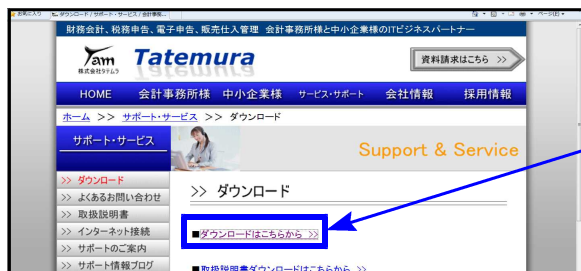 お気に入り
ダウンロード / サポート・サービス / 会計事務...
ページ(P)
財務会計、税務申告、電子申告、販売仕入管理 会計事務所様と中小企業様のITビジネスパートナー
Tam
株式会社タテムラ
Tatemura
資料請求はこちら >>
HOME 会計事務所様 中小企業様 サービス・サポート 会社情報 採用情報
ホーム >> サポート・サービス >> ダウンロード
サポート・サービス
Support & Service
>> ダウンロード
>> よくあるお問い合わせ
>> 取扱説明書
>> インターネット接続
>> サポートのご案内
>> サポート情報ブログ
>> ダウンロード
■ダウンロードはこちらから >>
■取扱説明書ダウンロードはこちらから >>